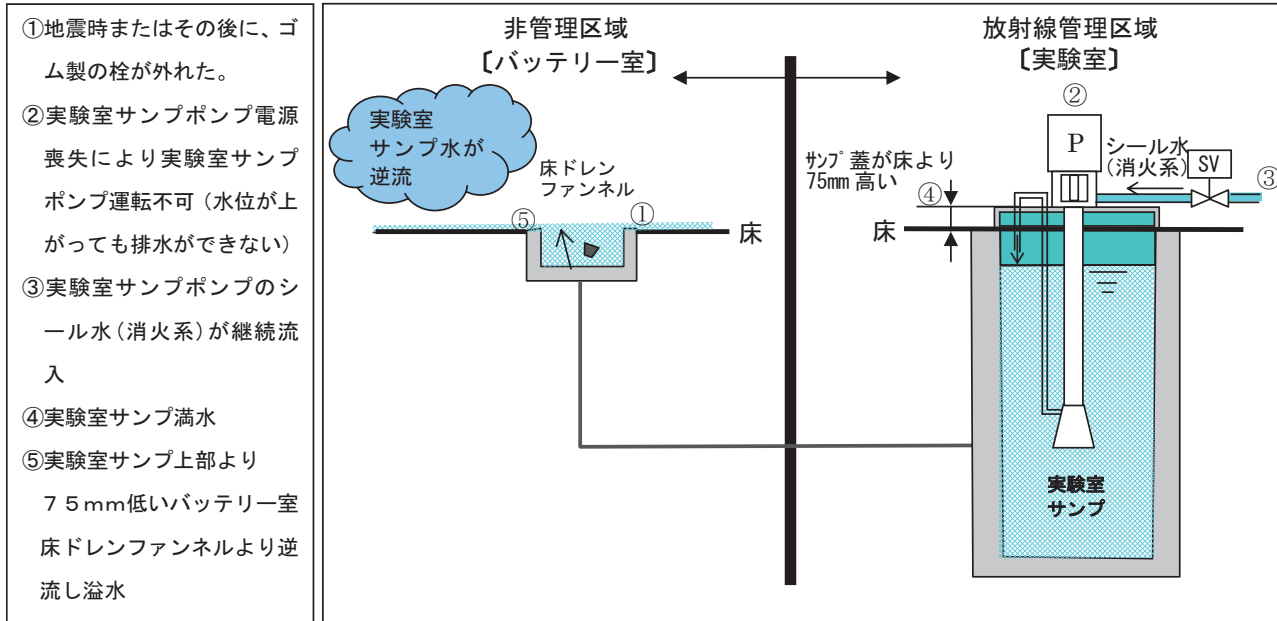 ①地震時またはその後に、ゴ
ム製の栓が外れた。
②実験室サンプポンプ電源
喪失により実験室サンプ
ポンプ運転不可（水位が上
がっても排水ができない）
③実験室サンプポンプのシ
ール水（消火系）が継続流
入
④実験室サンプ満水
⑤実験室サンプ上部より
７５mm低いバッテリー室
床ドレンファンネルより逆
流し溢水
非管理区域
〔バッテリー室〕
放射線管理区域
〔実験室〕
実験室
サンプ水が
逆流
床ドレン
ファンネル
⑤
①
床
サンプ蓋が床より
75mm 高い
④
床
②
P
シール水
（消火系）
SV
③
実験室
サンプ